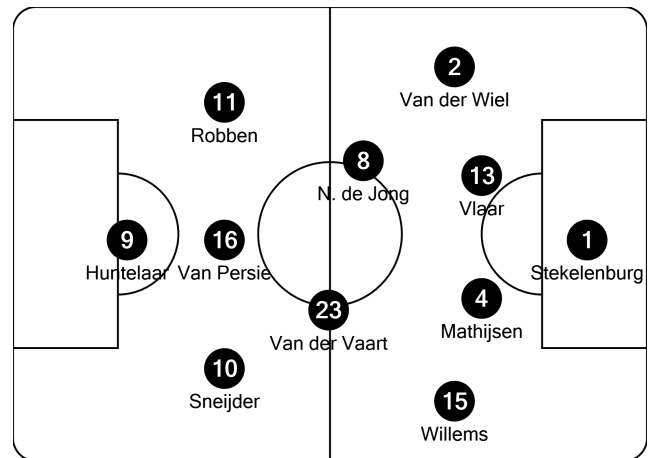 2
Van der Wiel
11
Robben
8
N. de Jong
13
Vlaar
9
Huntelaar
16
Van Persie
1
Stekelenburg
23
Van der Vaart
4
Mathijsen
10
Sneijder
15
Willems